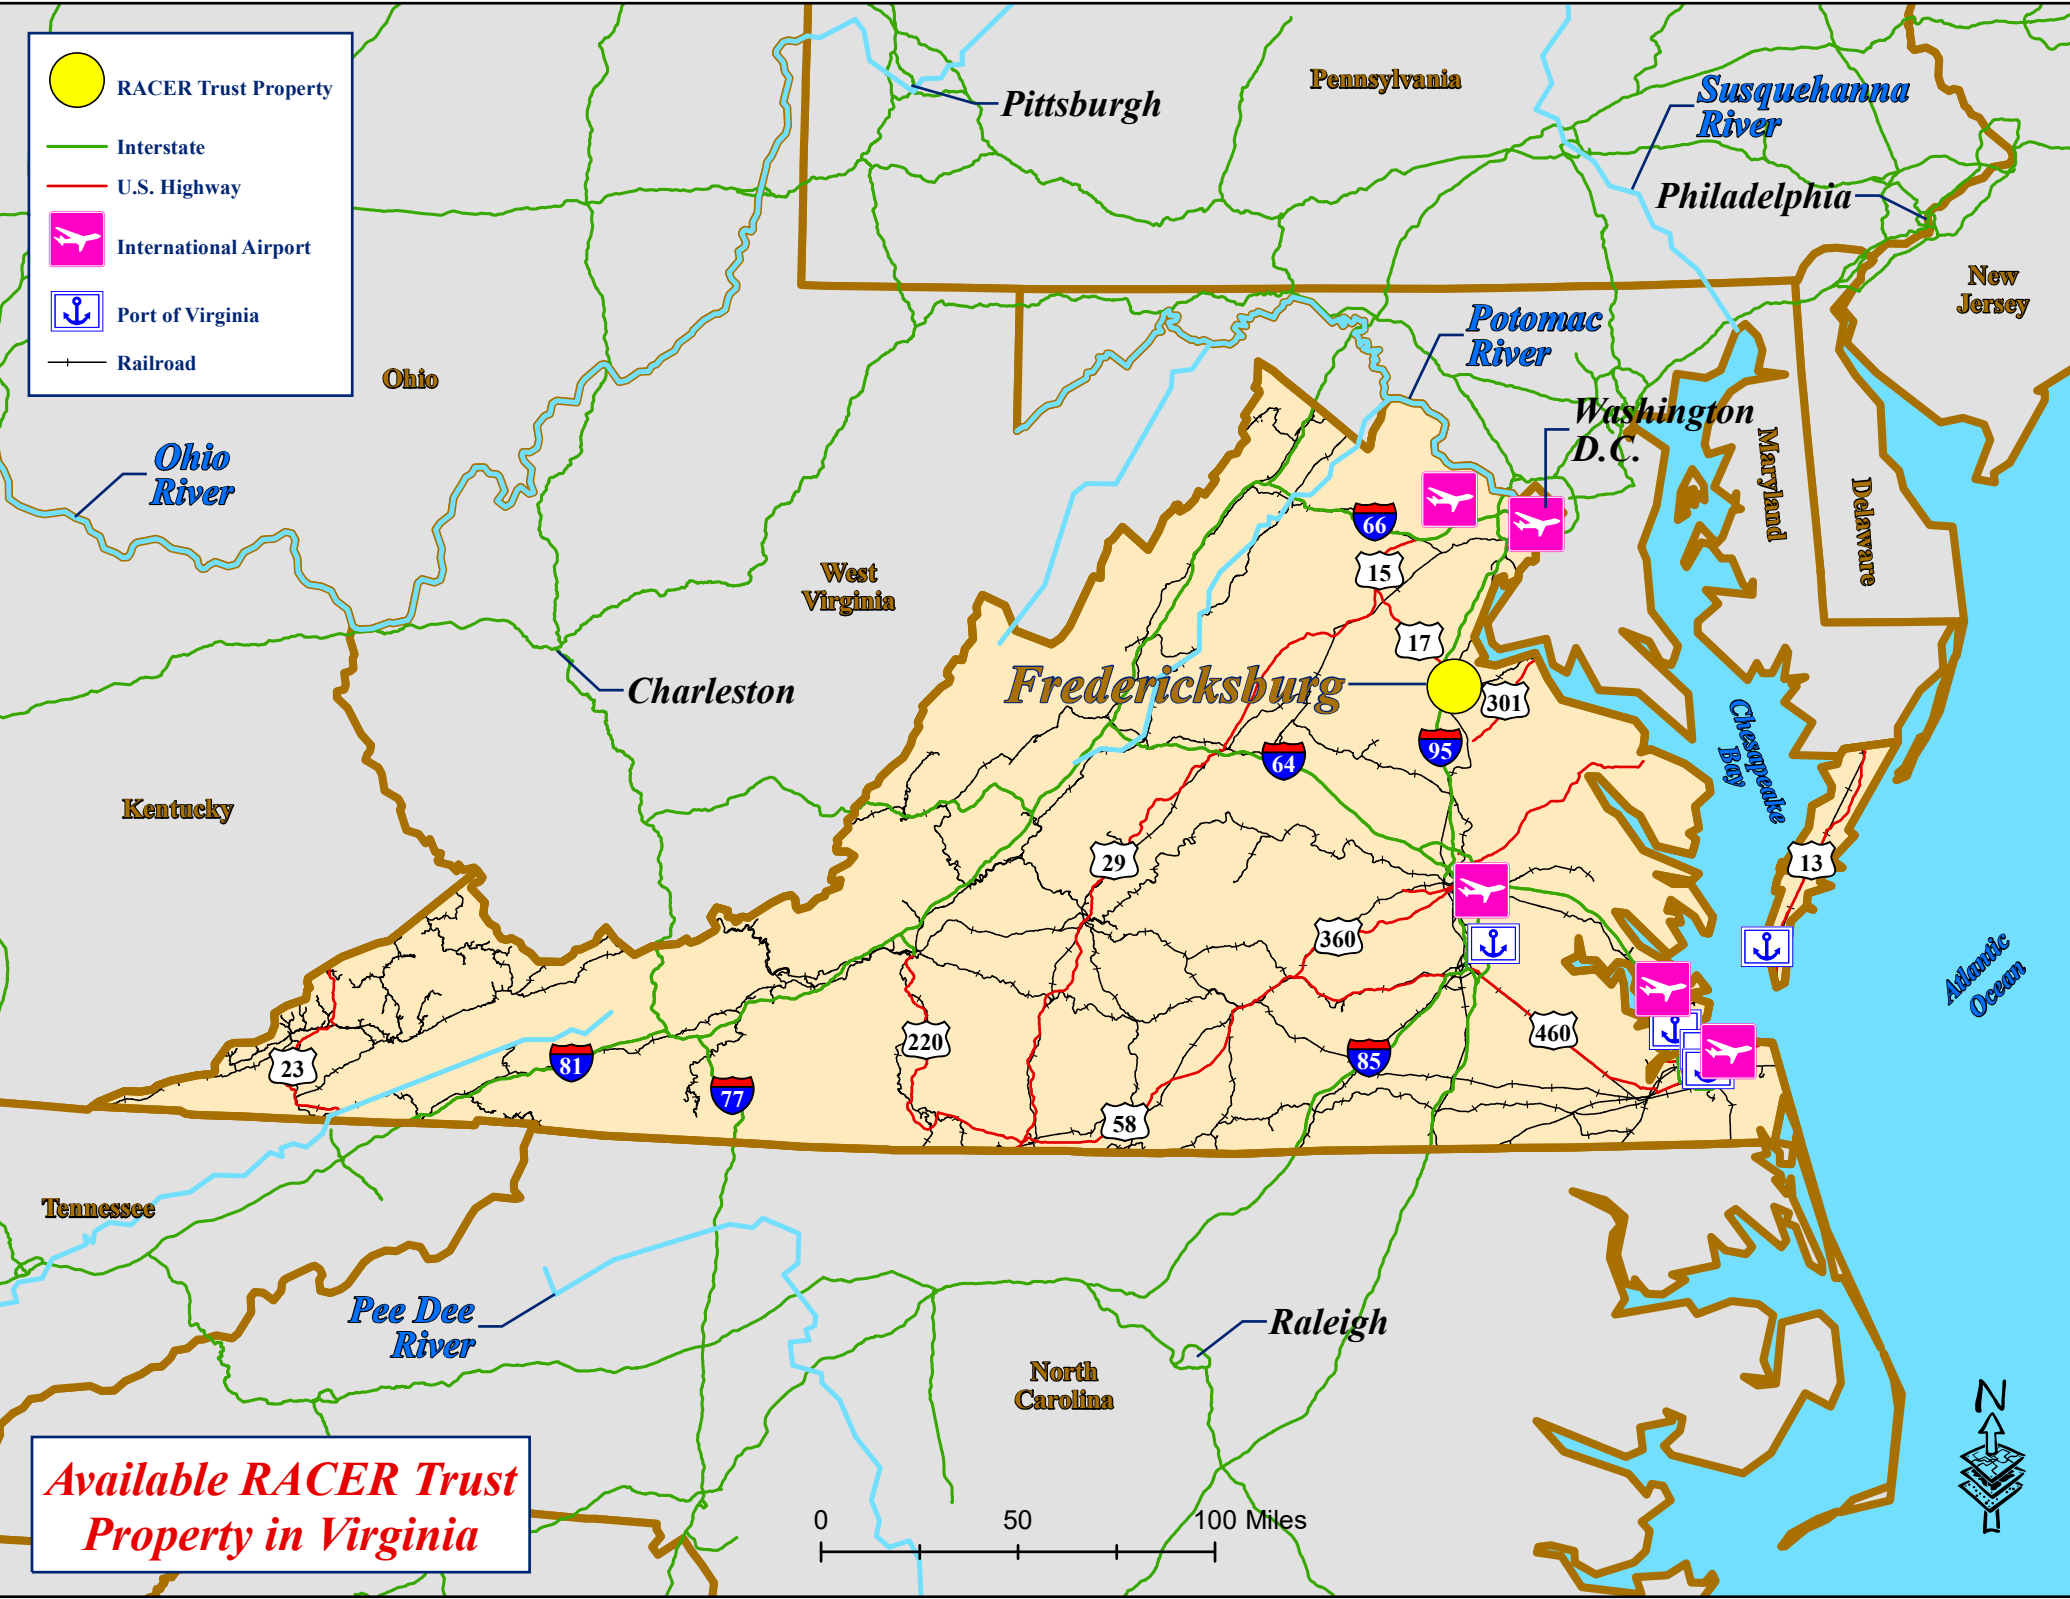 RACER Trust Property
Interstate
U.S. Highway
International Airport
Port of Virginia
Railroad
Pittsburgh
Pennsylvania
Susquehanna
River
Philadelphia
New
Jersey
Ohio
Potomac
River
Washington
D.C.
Maryland
Delaware
Ohio
River
West
Virginia
66
15
17
Charleston
Fredericksburg
301
95
64
Chesapeake
Bay
Kentucky
29
13
360
Atlantic
Ocean
220
460
81
85
23
77
58
Tennessee
Pee Dee
River
Raleigh
North
Carolina
N
Available RACER Trust
Property in Virginia
0 50 100 Miles